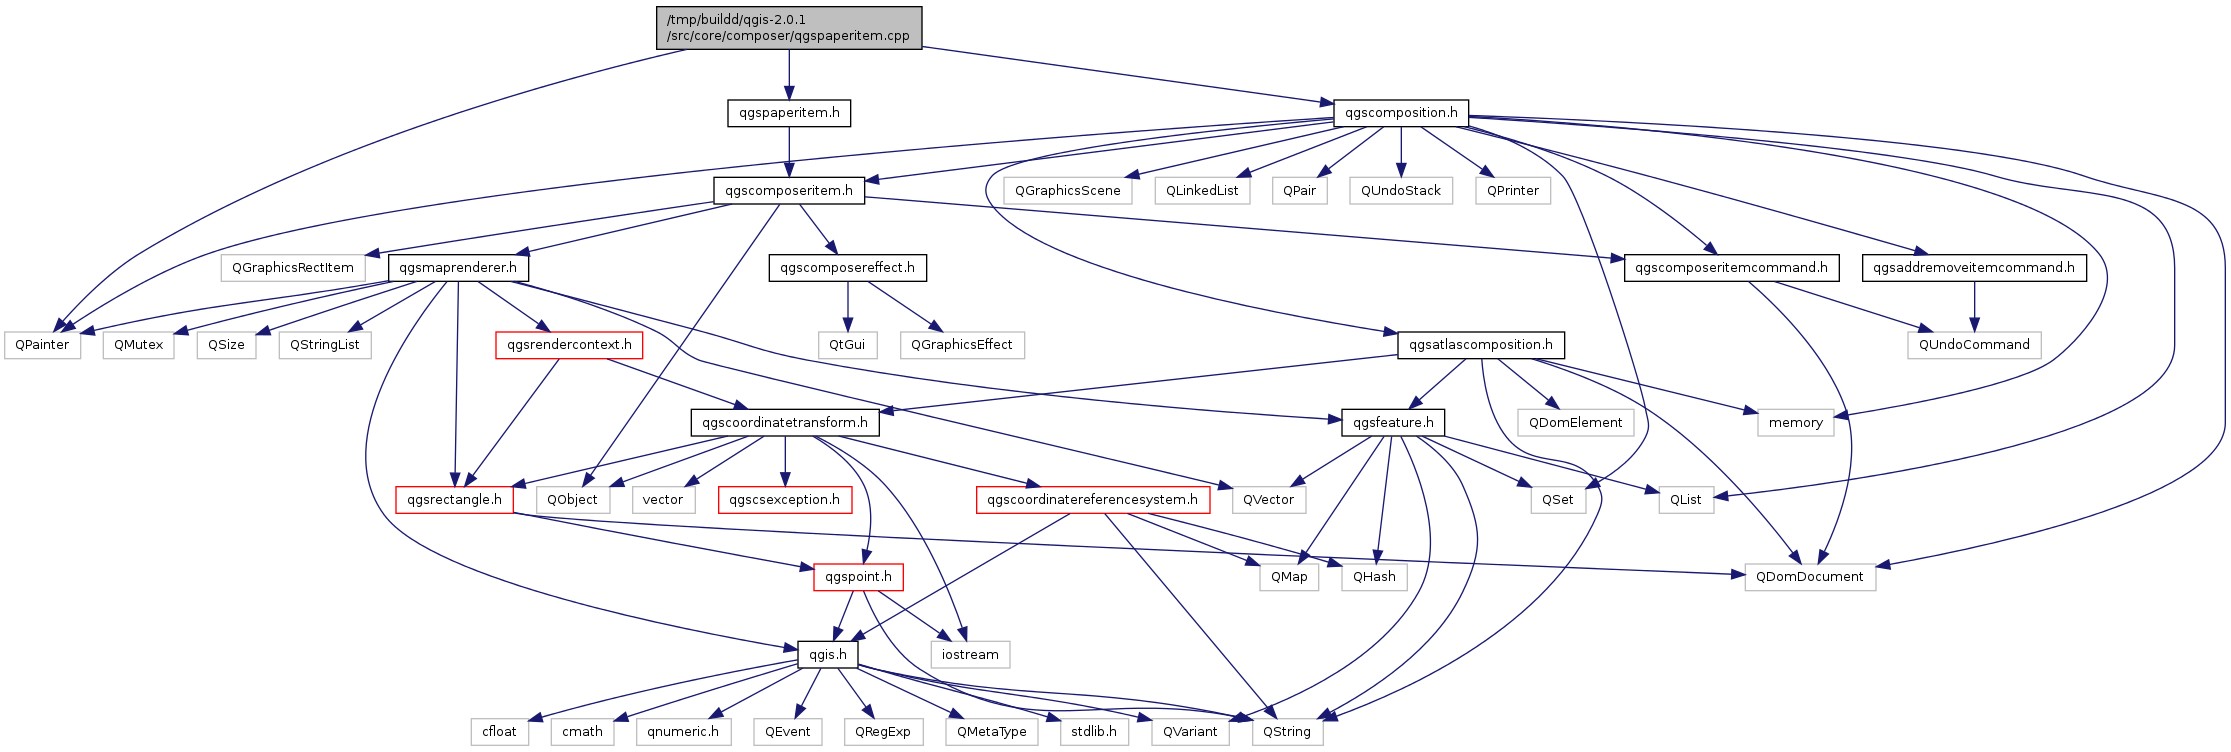 /tmp/buildd/qgis-2.0.1
/src/core/composer/qgspaperitem.cpp
qgspaperitem.h
qgscomposition.h
qgscomposeritem.h
QGraphicsScene
QLinkedList
QPair
QUndoStack
QPrinter
QGraphicsRectItem
qgsmaprenderer.h
qgscomposereffect.h
qgscomposeritemcommand.h
qgsaddremoveitemcommand.h
QPainter
QMutex
QSize
QStringList
qgsrendercontext.h
QtGui
QGraphicsEffect
qgsatlascomposition.h
QUndoCommand
qgscoordinatetransform.h
qgsfeature.h
QDomElement
memory
qgsrectangle.h
QObject
vector
qgscsexception.h
qgscoordinatereferencesystem.h
QVector
QSet
QList
qgspoint.h
QMap
QHash
QDomDocument
qgis.h
iostream
cfloat
cmath
qnumeric.h
QEvent
QRegExp
QMetaType
stdlib.h
QVariant
QString